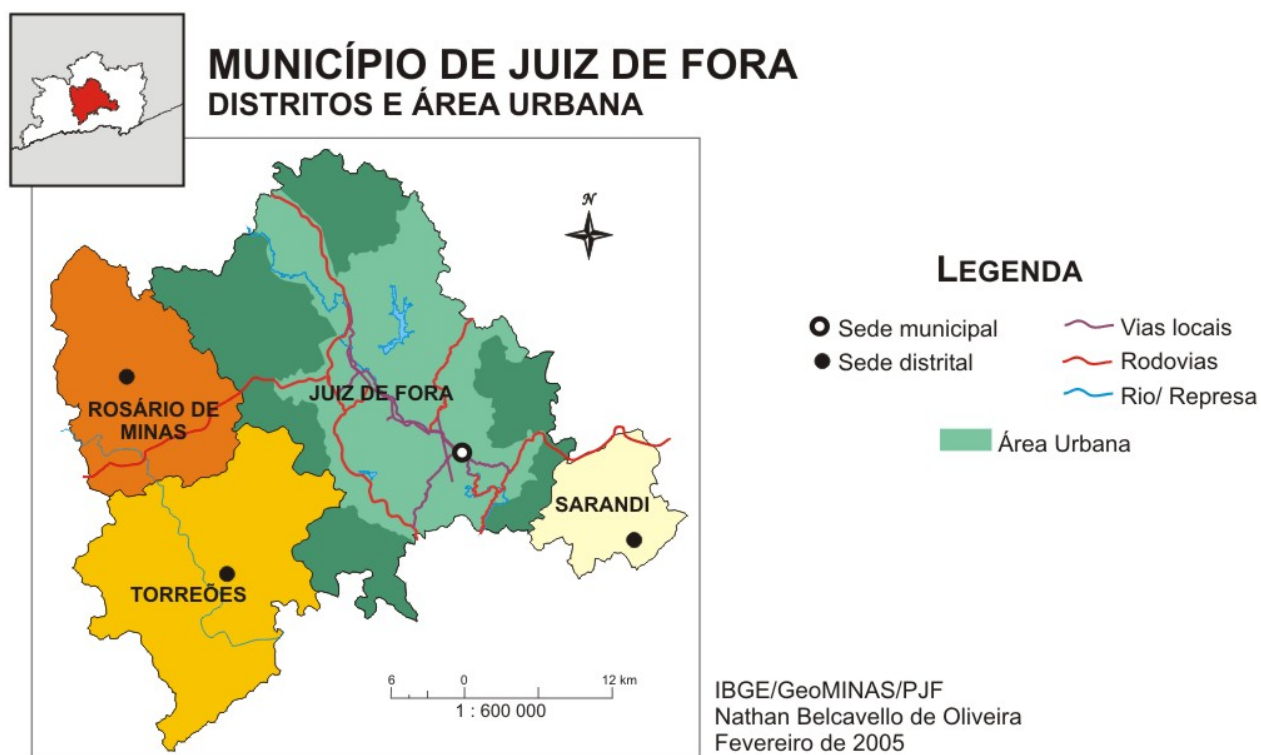 MUNICÍPIO DE JUIZ DE FORA
DISTRITOS E ÁREA URBANA
N
LEGENDA
Sede municipal
Sede distrital
Vias locais
Rodovias
Rio/ Represa
Área Urbana
JUIZ DE FORA
ROSÁRIO DE
MINAS
SARANDI
TORREÕES
6 0 12 km
1 : 600 000
IBGE/GeoMINAS/PJF
Nathan Belcavello de Oliveira
Fevereiro de 2005